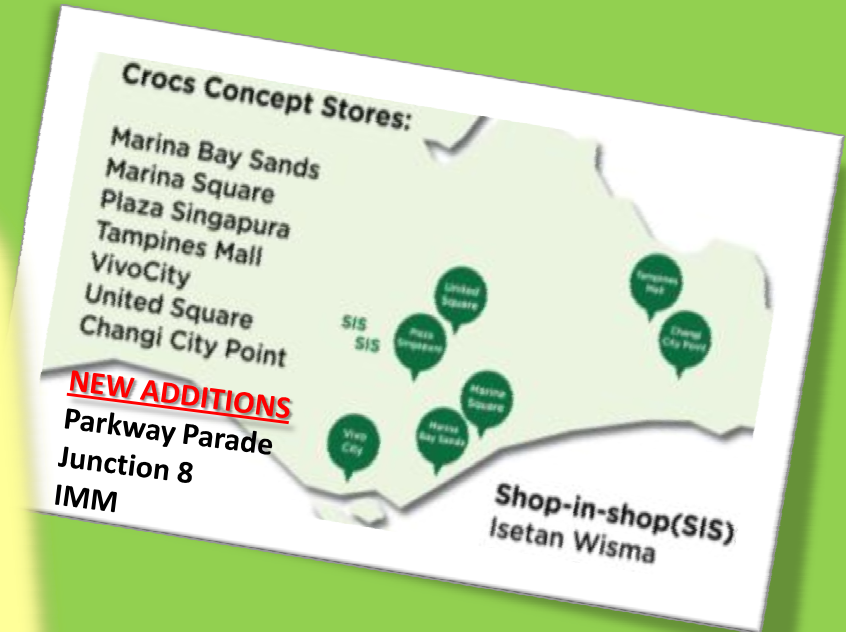 Crocs Concept Stores:
Marina Bay Sands
Marina Square
Plaza Singapura
Tampines Mall
VivoCity
United Square
Changi City Point
NEW ADDITIONS
Parkway Parade
Junction 8
IMM
SIS
SIS
United
Square
Plaza
Singapura
Tampines
Mall
Changi
City Point
Marina
Square
Marina
Bay Sands
Vivo
City
Shop-in-shop(SIS)
Isetan Wisma